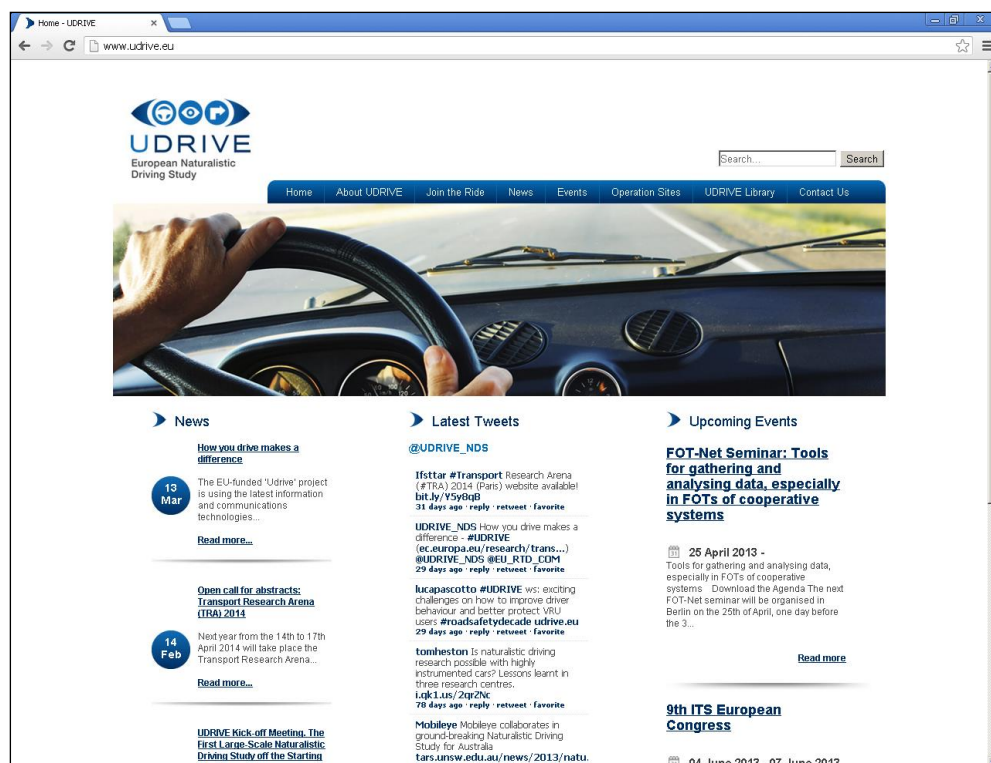 Home - UDRIVE
www.udrive.eu
UDRIVE
European Naturalistic
Driving Study
Search...
Search
Home
About UDRIVE
Join the Ride
News
Events
Operation Sites
UDRIVE Library
Contact Us
News
How you drive makes a
difference
13
Mar
The EU-funded 'Udrive' project
is using the latest information
and communications
technologies...
Read more...
Open call for abstracts:
Transport Research Arena
(TRA) 2014
14
Feb
Next year from the 14th to 17th
April 2014 will take place the
Transport Research Arena...
Read more...
UDRIVE Kick-off Meeting. The
First Large-Scale Naturalistic
Driving Study off the Starting
Latest Tweets
@UDRIVE_NDS
Ifsttar #Transport Research Arena
(#TRA) 2014 (Paris) website available!
bit.ly/Y5y8qB
31 days ago · reply · retweet · favorite
UDRIVE_NDS How you drive makes a
difference - #UDRIVE
(ec.europa.eu/research/trans...)
@UDRIVE_NDS @EU_RTD_COM
29 days ago · reply · retweet · favorite
lucapascotto #UDRIVE ws: exciting
challenges on how to improve driver
behaviour and better protect VRU
users #roadsafetydecade udrive.eu
29 days ago · reply · retweet · favorite
tomheston Is naturalistic driving
research possible with highly
instrumented cars? Lessons learnt in
three research centres.
i.qk1.us/2qr2Nc
78 days ago · reply · retweet · favorite
Mobileye Mobileye collaborates in
ground-breaking Naturalistic Driving
Study for Australia
tars.unsw.edu.au/news/2013/natu.
Upcoming Events
FOT-Net Seminar: Tools
for gathering and
analysing data, especially
in FOTs of cooperative
systems
25 April 2013 -
Tools for gathering and analysing data,
especially in FOTs of cooperative
systems Download the Agenda The next
FOT-Net seminar will be organised in
Berlin on the 25th of April, one day before
the 3...
Read more
9th ITS European
Congress
04 June 2013 - 07 June 2013